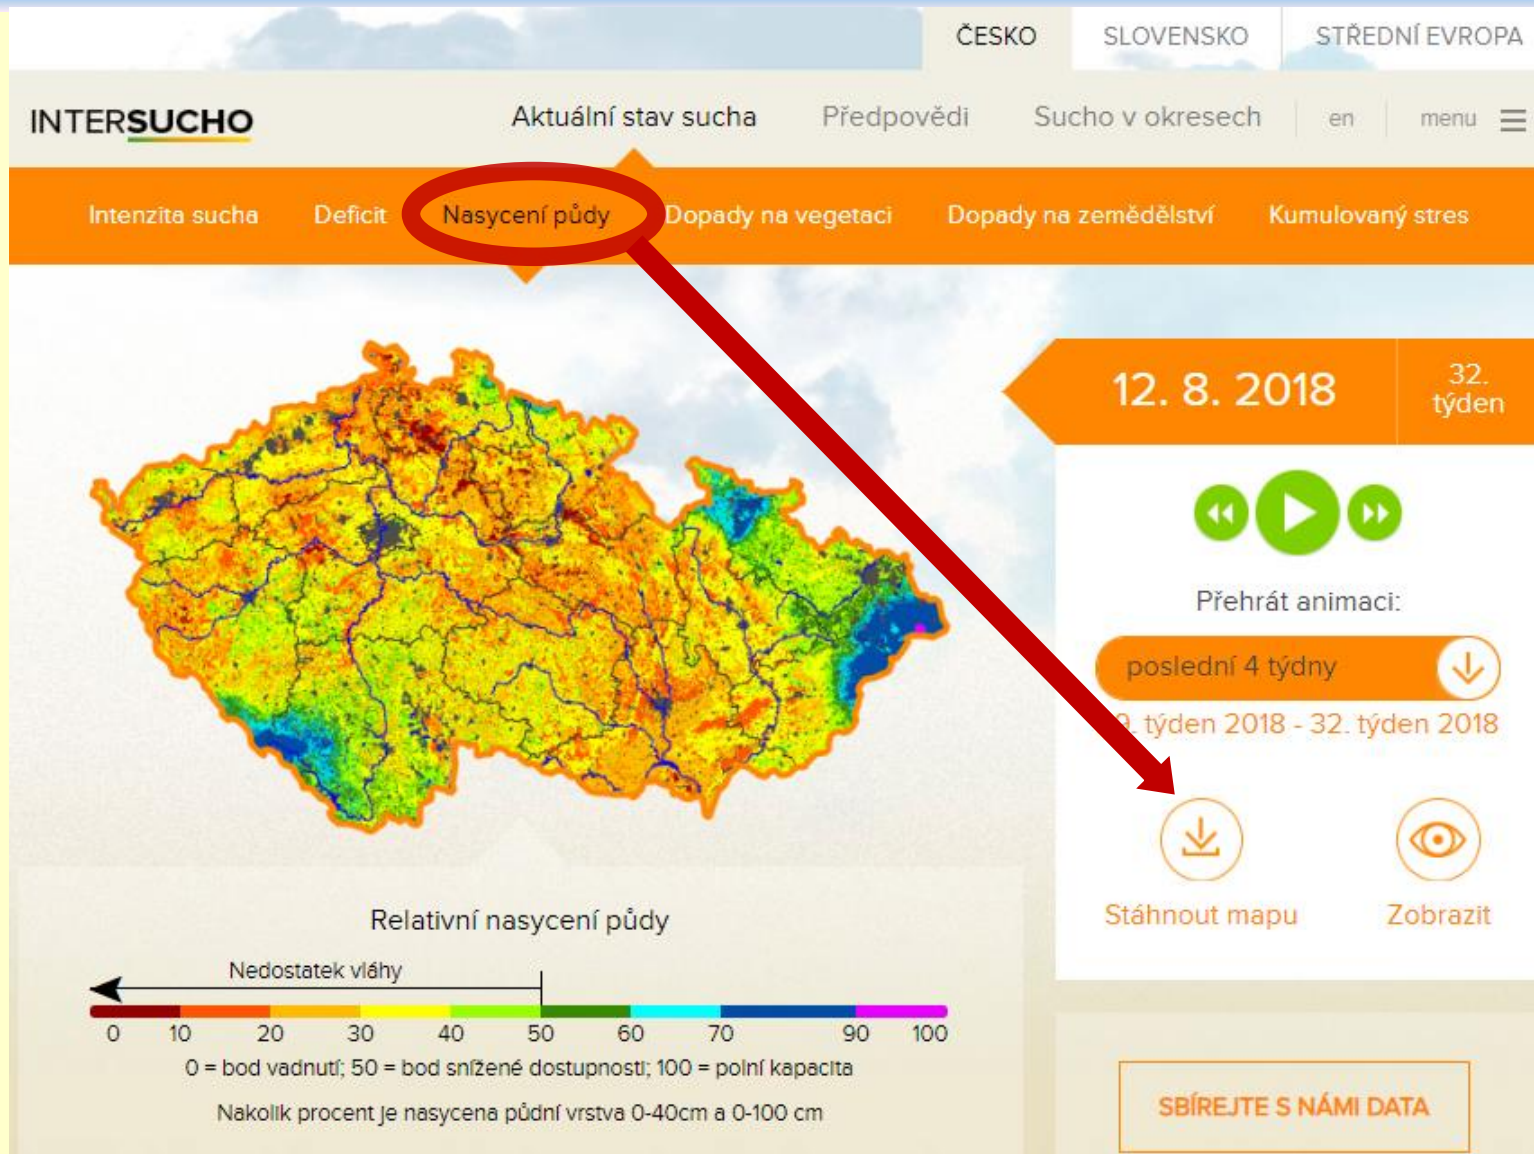 ČESKO
SLOVENSKO
STŘEDNÍ EVROPA
INTERSUCHO
Aktuální stav sucha
Předpovědi
Sucho v okresech
en
menu
Intenzita sucha
Deficit
Nasycení půdy
Dopady na vegetaci
Dopady na zemědělství
Kumulovaný stres
12. 8. 2018
32.
týden
Přehrát animaci:
poslední 4 týdny
9. týden 2018 - 32. týden 2018
Stáhnout mapu
Zobrazit
Relativní nasycení půdy
Nedostatek vláhy
0 10 20 30 40 50 60 70 90 100
0 = bod vadnutí; 50 = bod snížené dostupnosti; 100 = polní kapacita
Nakolik procent je nasycena půdní vrstva 0-40cm a 0-100 cm
SBÍREJTE S NÁMI DATA